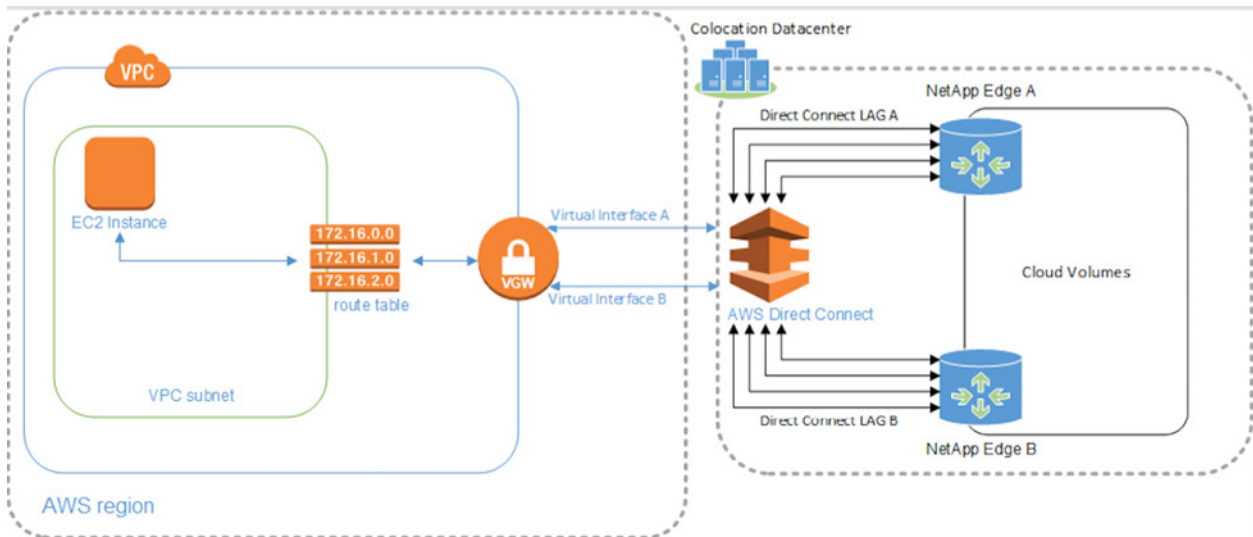 Colocation Datacenter
VPC
NetApp Edge A
Direct Connect LAG A
EC2 Instance
Virtual Interface A
172.16.0.0
172.16.1.0
172.16.2.0
route table
VGW
Virtual Interface B
AWS Direct Connect
Cloud Volumes
VPC subnet
Direct Connect LAG B
NetApp Edge B
AWS region